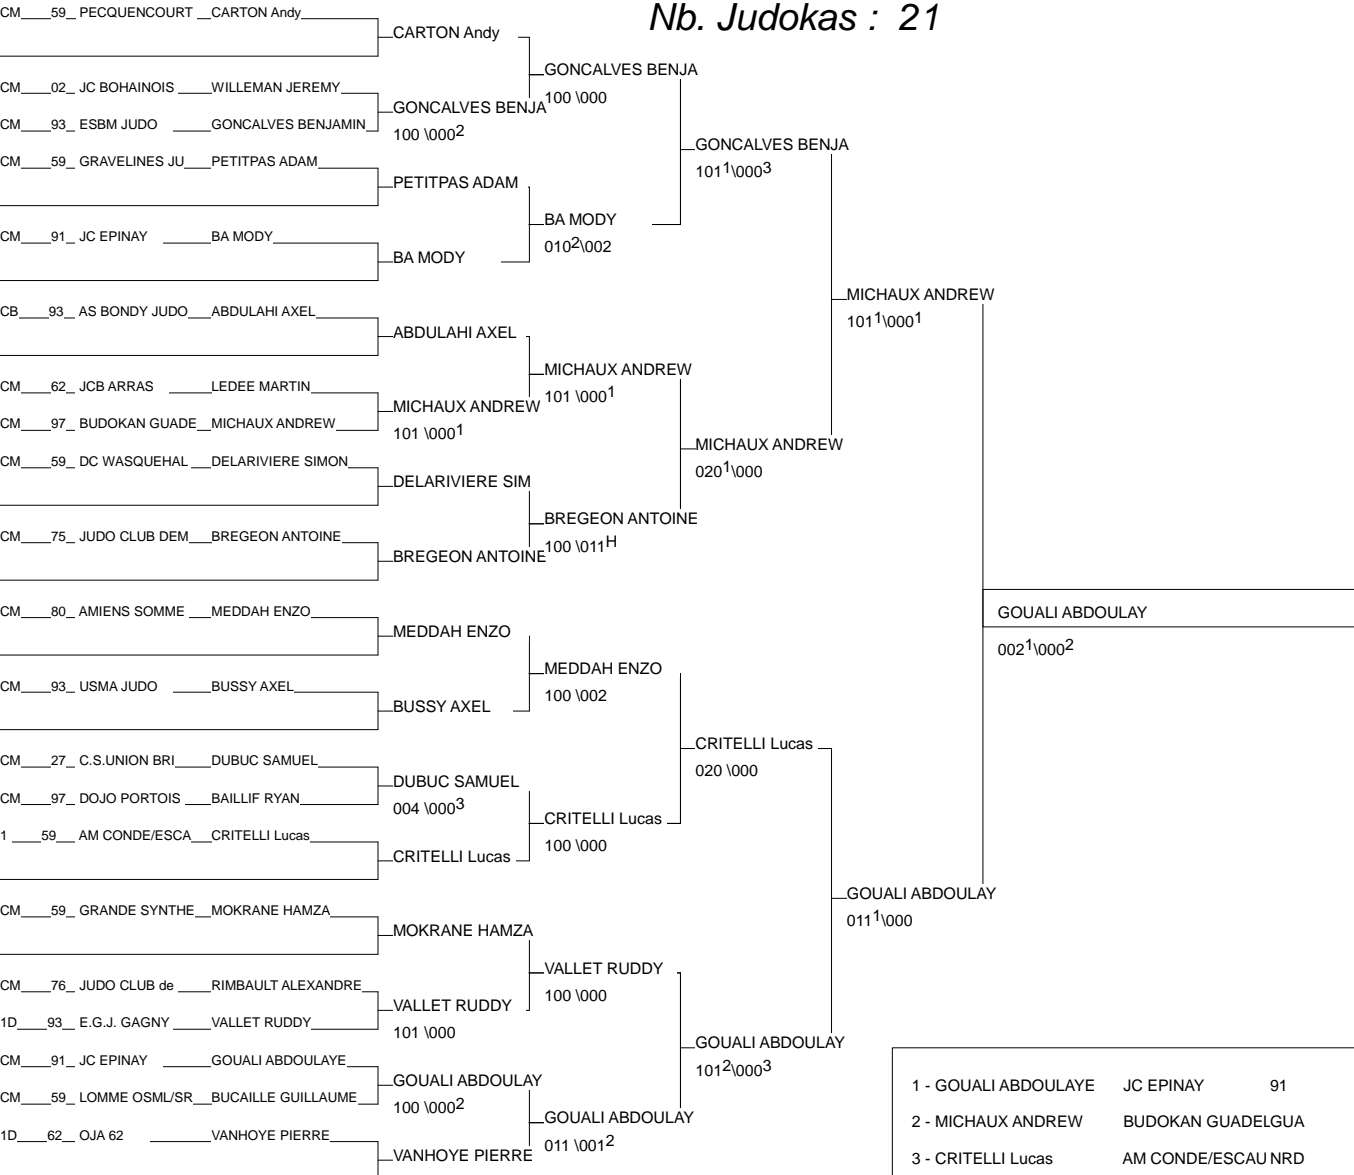 Nb. Judokas : 21
CM 59 PECQUENCOURT CARTON Andy
CM 02 JC BOHAINOIS WILLEMAN JEREMY
CM 93 ESBM JUDO GONCALVES BENJAMIN
CM 59 GRAVELINES JU PETITPAS ADAM
CM 91 JC EPINAY BA MODY
CB 93 AS BONDY JUDO ABDULAHI AXEL
CM 62 JCB ARRAS LEDEE MARTIN
CM 97 BUDOKAN GUADE MICHAUX ANDREW
CM 59 DC WASQUEHAL DELARIVIERE SIMON
CM 75 JUDO CLUB DEM BREGEON ANTOINE
CM 80 AMIENS SOMME MEDDAH ENZO
CM 93 USMA JUDO BUSSY AXEL
CM 27 C.S.UNION BRI DUBUC SAMUEL
CM 97 DOJO PORTOIS BAILLIF RYAN
1 59 AM CONDE/ESCA CRITELLI Lucas
CM 59 GRANDE SYNTHE MOKRANE HAMZA
CM 76 JUDO CLUB de RIMBAULT ALEXANDRE
1D 93 E.G.J. GAGNY VALLET RUDDY
CM 91 JC EPINAY GOUALI ABDOULAYE
CM 59 LOMME OSML/SR BUCAILLE GUILLAUME
1D 62 OJA 62 VANHOYE PIERRE
CARTON Andy
GONCALVES BENJA
100 \0002
PETITPAS ADAM
BA MODY
ABDULAHI AXEL
MICHAUX ANDREW
101 \0001
DELARIVIERE SIM
BREGEON ANTOINE
MEDDAH ENZO
BUSSY AXEL
DUBUC SAMUEL
004 \0003
CRITELLI Lucas
MOKRANE HAMZA
VALLET RUDDY
101 \000
GOUALI ABDOULAY
100 \0002
VANHOYE PIERRE
GONCALVES BENJA
100 \000
BA MODY
0102\002
MICHAUX ANDREW
101 \0001
BREGEON ANTOINE
100 \011H
MEDDAH ENZO
100 \002
CRITELLI Lucas
100 \000
VALLET RUDDY
100 \000
GOUALI ABDOULAY
011 \0012
GONCALVES BENJA
1011\0003
MICHAUX ANDREW
0201\000
CRITELLI Lucas
020 \000
GOUALI ABDOULAY
1012\0003
MICHAUX ANDREW
1011\0001
GOUALI ABDOULAY
0111\000
GOUALI ABDOULAY
0021\0002
1 - GOUALI ABDOULAYE JC EPINAY 91
2 - MICHAUX ANDREW BUDOKAN GUADELGUA
3 - CRITELLI Lucas AM CONDE/ESCAU NRD